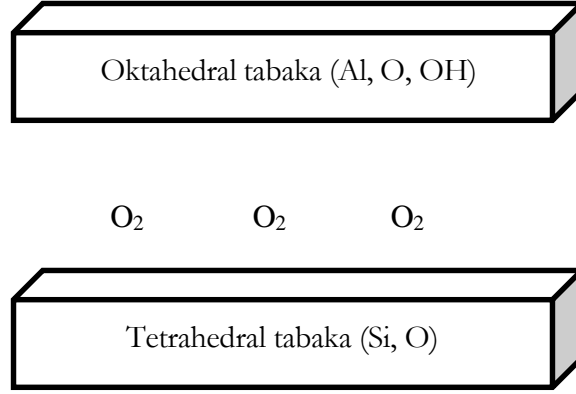 Oktahedral tabaka (Al, O, OH)
O₂ O₂ O₂
Tetrahedral tabaka (Si, O)